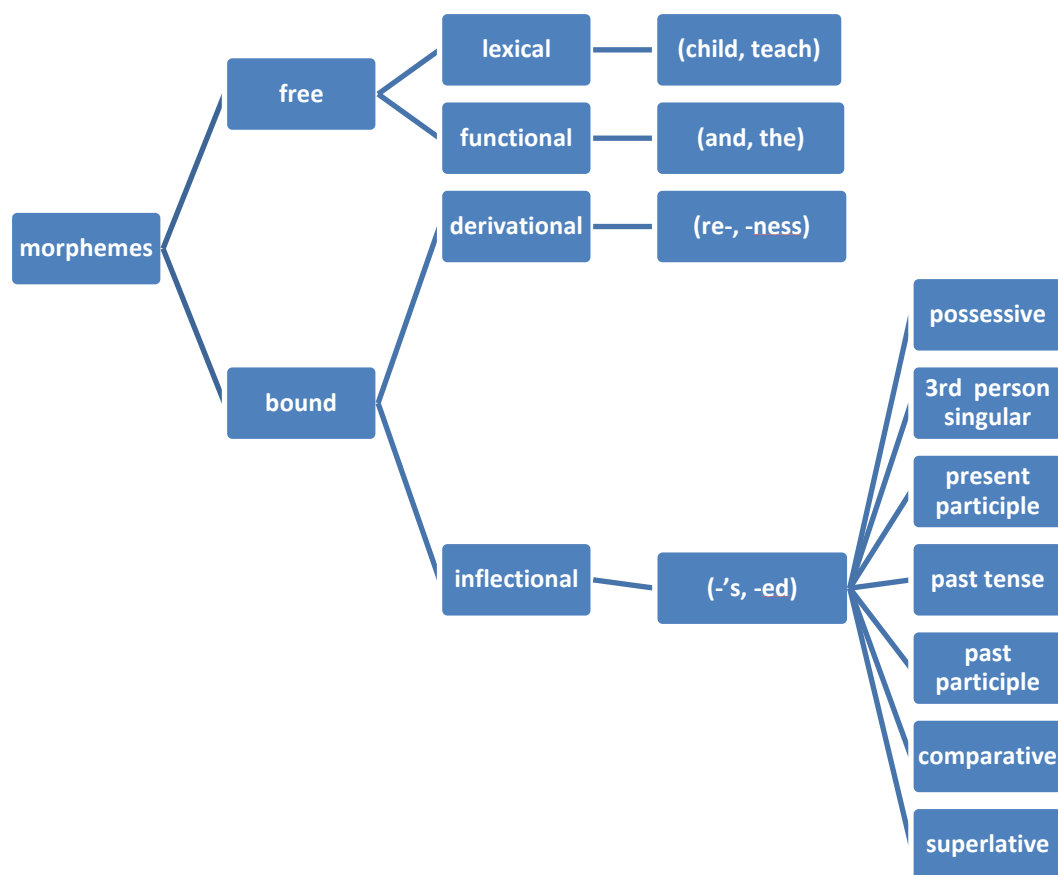 lexical
(child, teach)
free
functional
(and, the)
morphemes
derivational
(re-, -ness)
possessive
bound
3rd  person
singular
present
participle
inflectional
(-’s, -ed)
past tense
past
participle
comparative
superlative